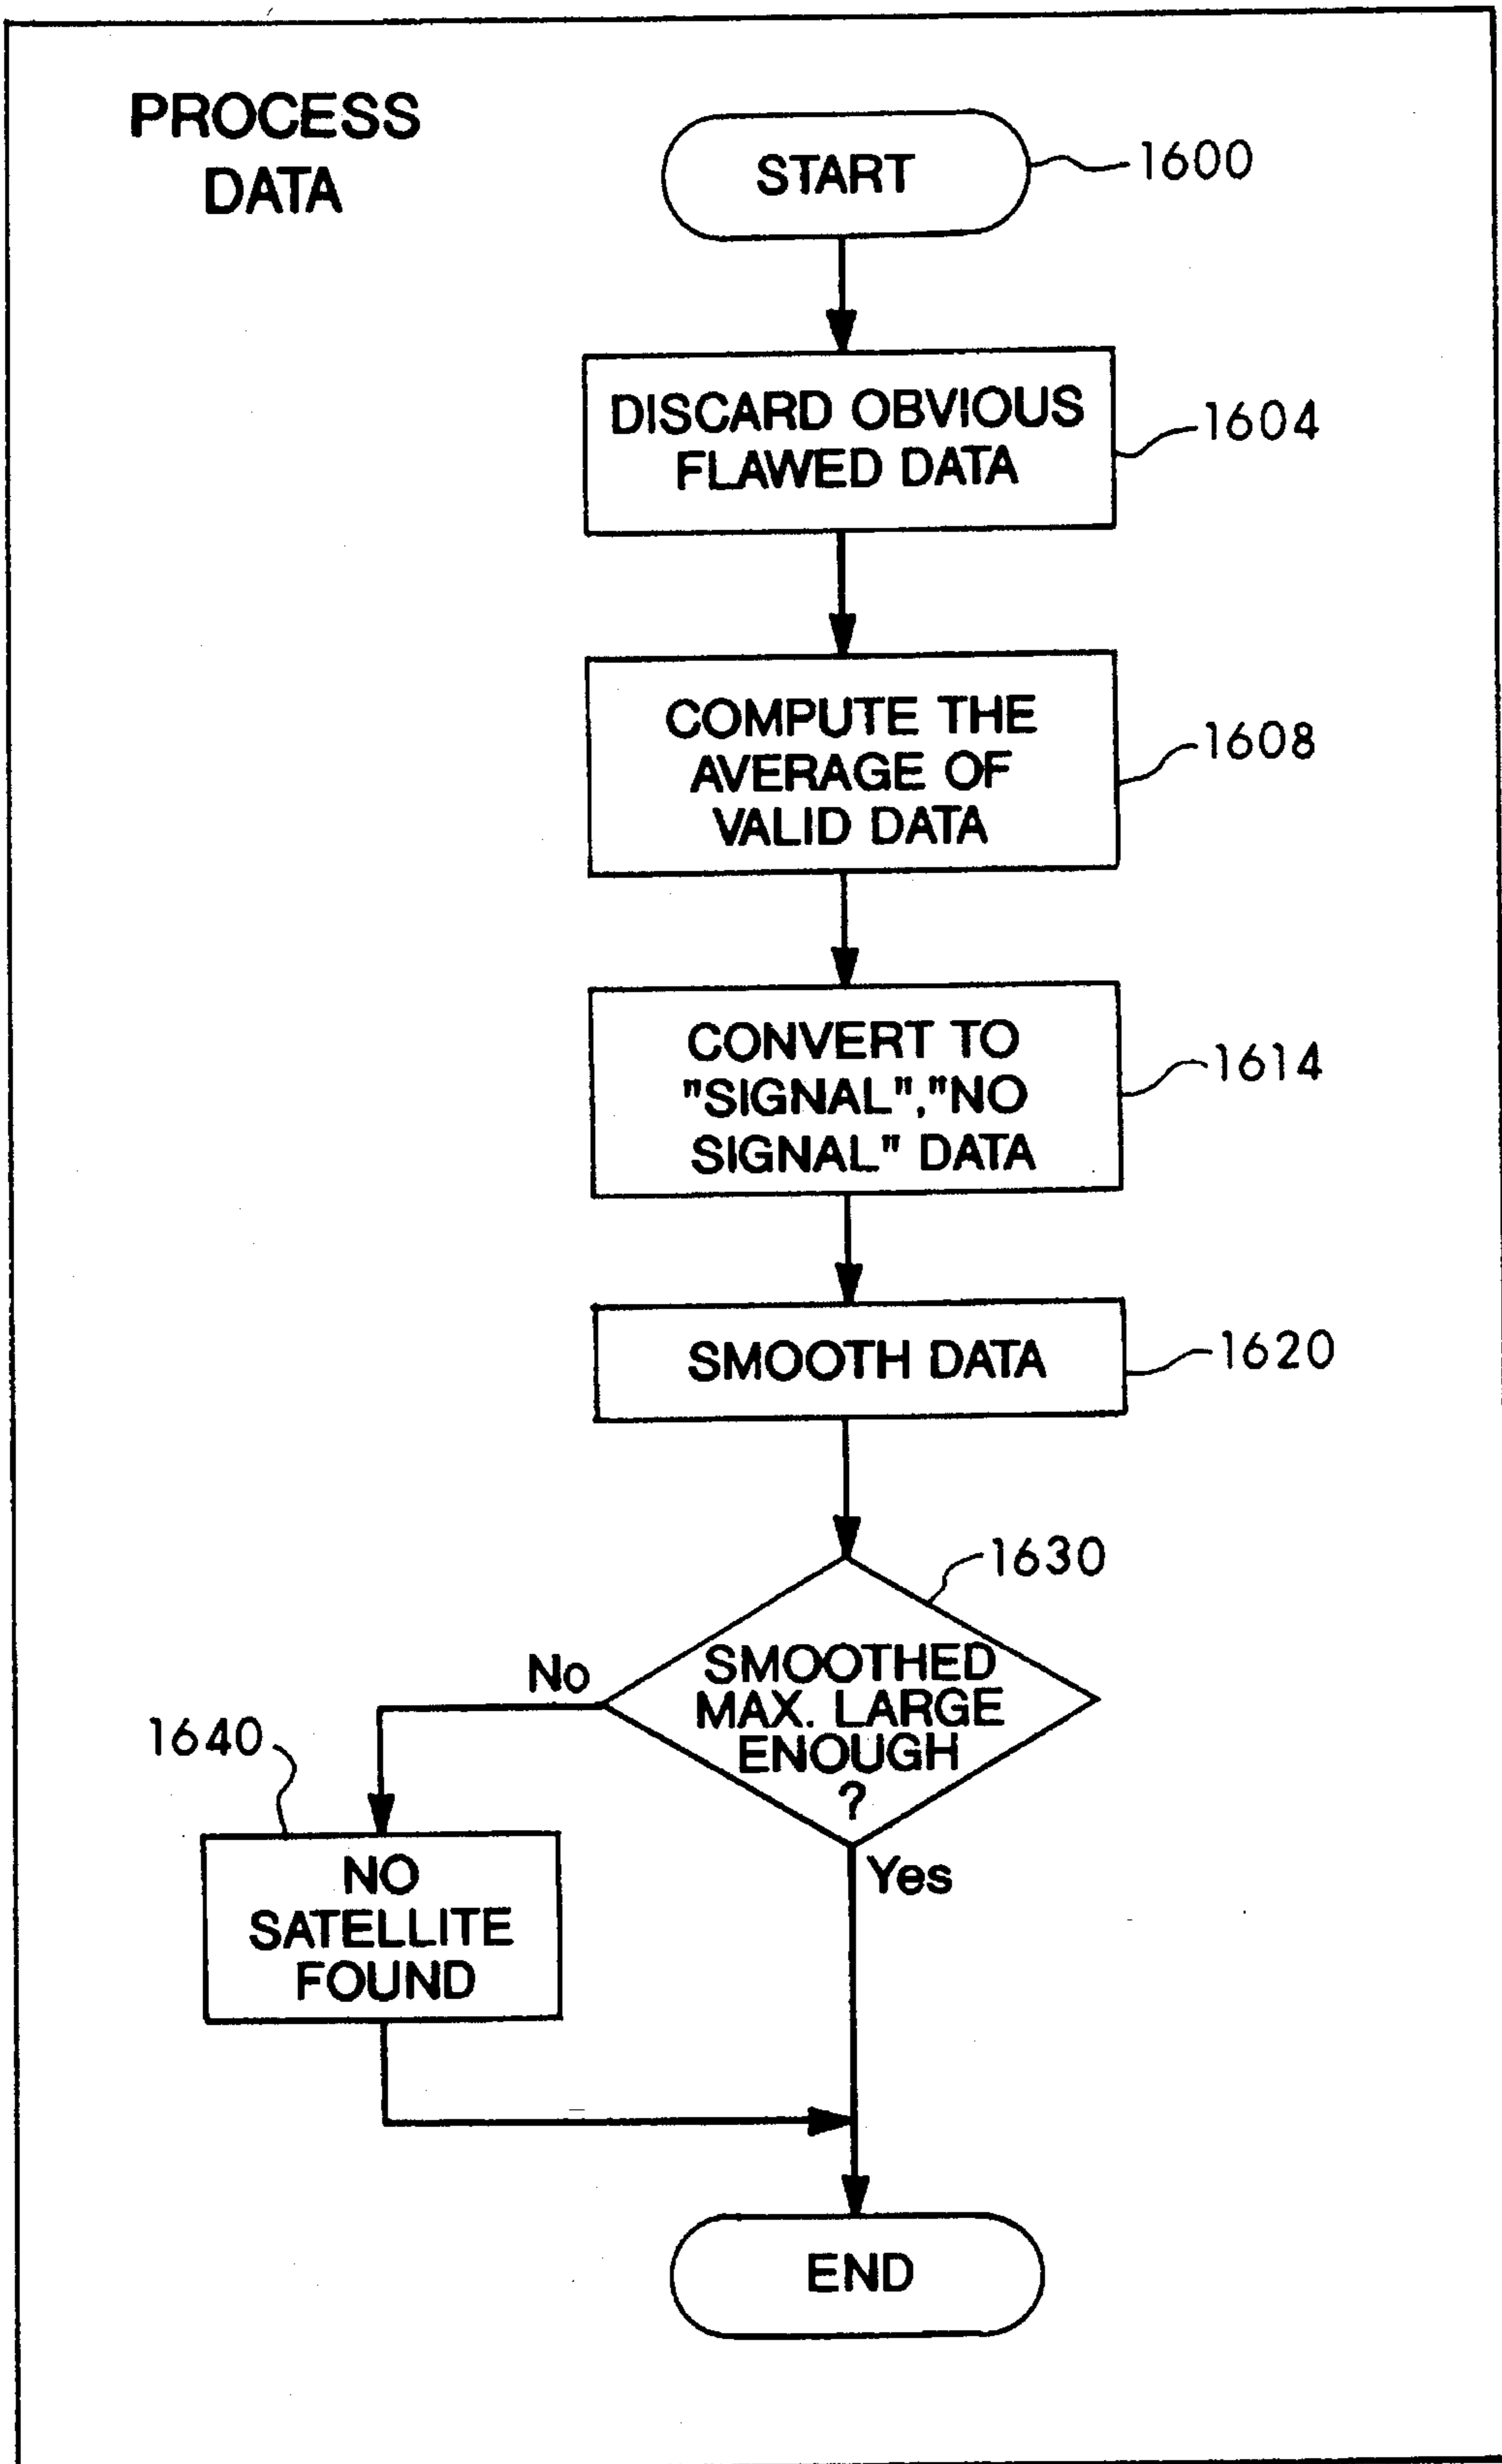 PROCESS
DATA
START
1600
DISCARD OBVIOUS
FLAWED DATA
1604
COMPUTE THE
AVERAGE OF
VALID DATA
1608
CONVERT TO
"SIGNAL","NO
SIGNAL" DATA
1614
SMOOTH DATA
1620
1630
SMOOTHED
MAX. LARGE
ENOUGH
?
No
Yes
1640
NO
SATELLITE
FOUND
END